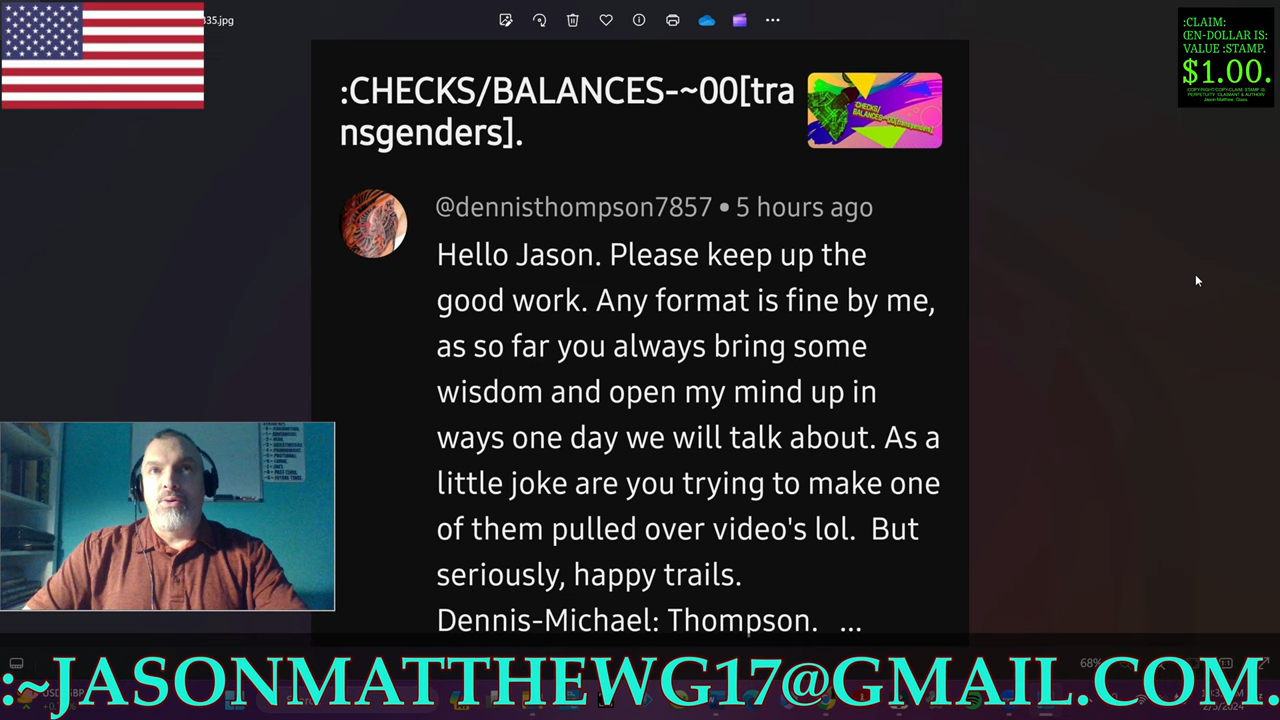 35.jpg
:CLAIM:
ŒN-DOLLAR IS:
VALUE :STAMP.
$1.00.
:CHECKS/BALANCES-~00[tra
nsgenders].
@dennisthompson7857 • 5 hours ago
Hello Jason. Please keep up the
good work. Any format is fine by me,
as so far you always bring some
wisdom and open my mind up in
ways one day we will talk about. As a
little joke are you trying to make one
of them pulled over video's lol. But
seriously, happy trails.
Dennis-Michael: Thompson. ...
68%
:~JASONMATTHEWG17@GMAIL.COM.